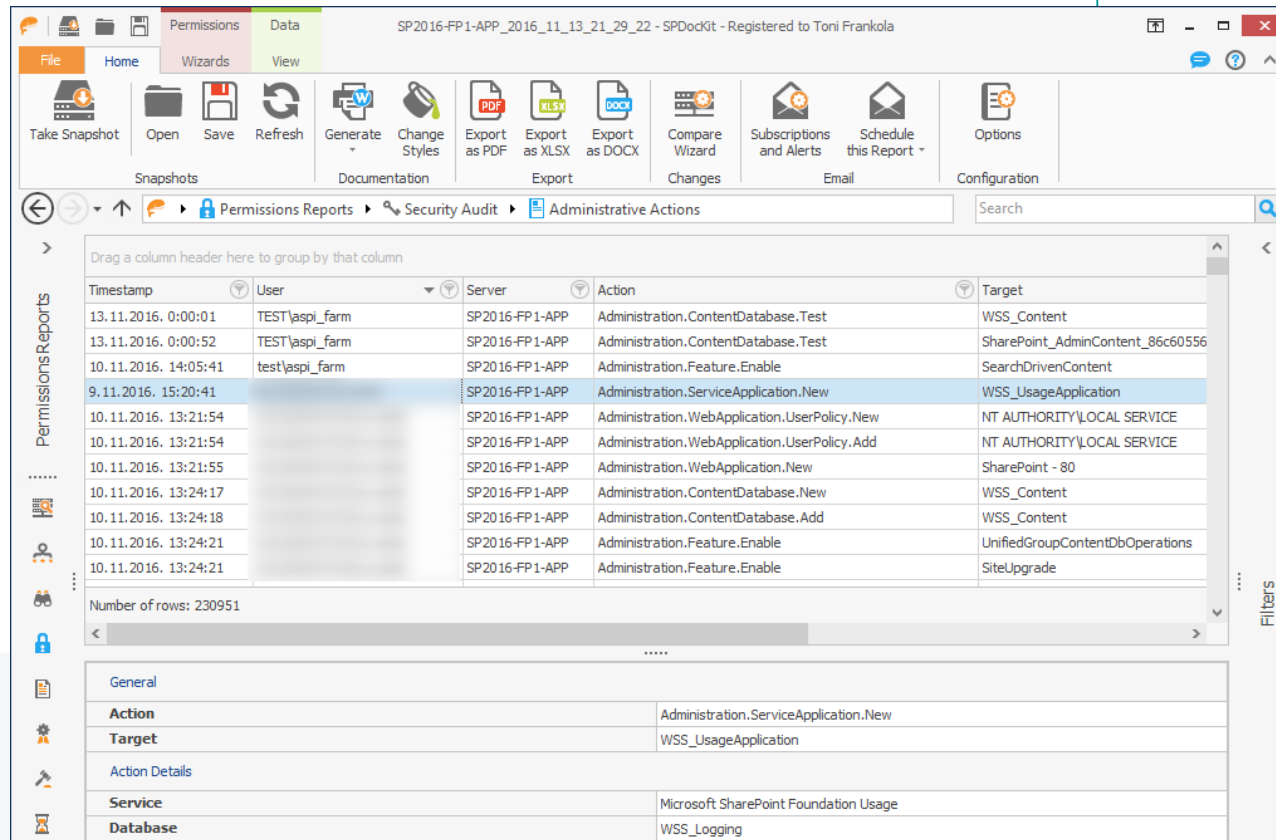 Permissions Data SP2016-FP1-APP_2016_11_13_21_29_22 - SPDocKit - Registered to Toni Frankola
File Home Wizards View
Take Snapshot Open Save Refresh Generate Change Styles Export as PDF Export as XLSX Export as DOCX Compare Wizard Subscriptions and Alerts Schedule this Report Options
Snapshots Documentation Export Changes Email Configuration
Permissions Reports Security Audit Administrative Actions Search
PermissionsReports
Drag a column header here to group by that column
Timestamp User Server Action Target
13.11.2016. 0:00:01 TEST\aspi_farm SP2016-FP1-APP Administration.ContentDatabase.Test WSS_Content
13.11.2016. 0:00:52 TEST\aspi_farm SP2016-FP1-APP Administration.ContentDatabase.Test SharePoint_AdminContent_86c60556
10.11.2016. 14:05:41 test\aspi_farm SP2016-FP1-APP Administration.Feature.Enable SearchDrivenContent
9.11.2016. 15:20:41 SP2016-FP1-APP Administration.ServiceApplication.New WSS_UsageApplication
10.11.2016. 13:21:54 SP2016-FP1-APP Administration.WebApplication.UserPolicy.New NT AUTHORITY\LOCAL SERVICE
10.11.2016. 13:21:54 SP2016-FP1-APP Administration.WebApplication.UserPolicy.Add NT AUTHORITY\LOCAL SERVICE
10.11.2016. 13:21:55 SP2016-FP1-APP Administration.WebApplication.New SharePoint - 80
10.11.2016. 13:24:17 SP2016-FP1-APP Administration.ContentDatabase.New WSS_Content
10.11.2016. 13:24:18 SP2016-FP1-APP Administration.ContentDatabase.Add WSS_Content
10.11.2016. 13:24:21 SP2016-FP1-APP Administration.Feature.Enable UnifiedGroupContentDbOperations
10.11.2016. 13:24:21 SP2016-FP1-APP Administration.Feature.Enable SiteUpgrade
Number of rows: 230951
Filters
General
Action Administration.ServiceApplication.New
Target WSS_UsageApplication
Action Details
Service Microsoft SharePoint Foundation Usage
Database WSS_Logging